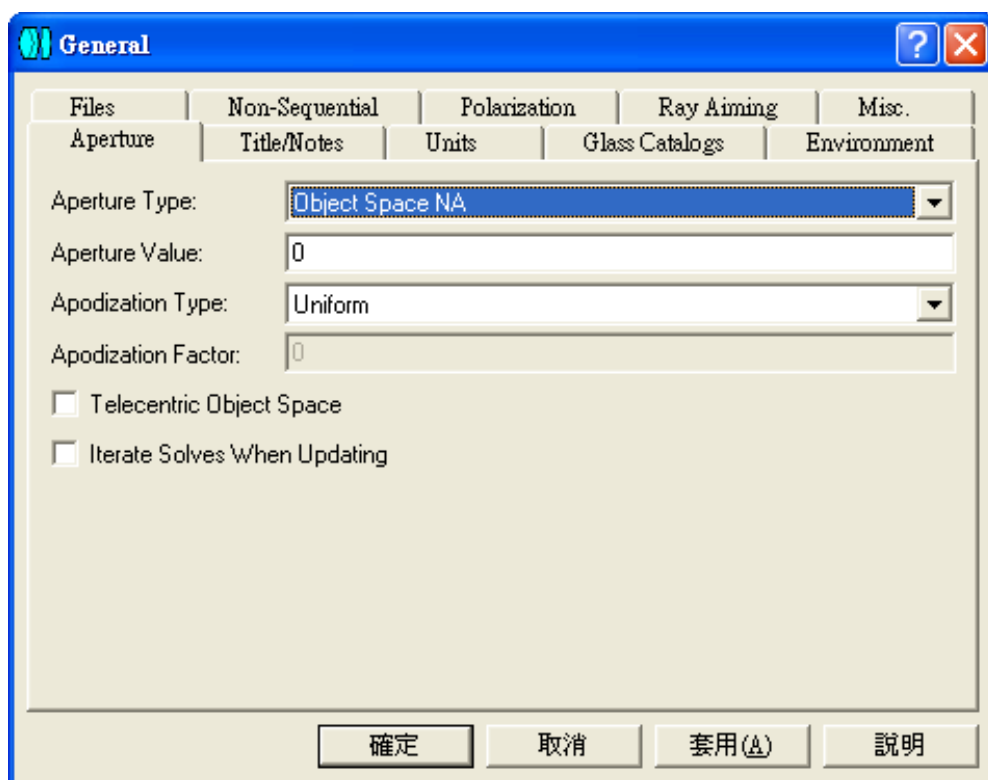 General
Files Non-Sequential Polarization Ray Aiming Misc.
Aperture Title/Notes Units Glass Catalogs Environment
Aperture Type: Object Space NA
Aperture Value: 0
Apodization Type: Uniform
Apodization Factor: 0
Telecentric Object Space
Iterate Solves When Updating
確定 取消 套用(A) 說明